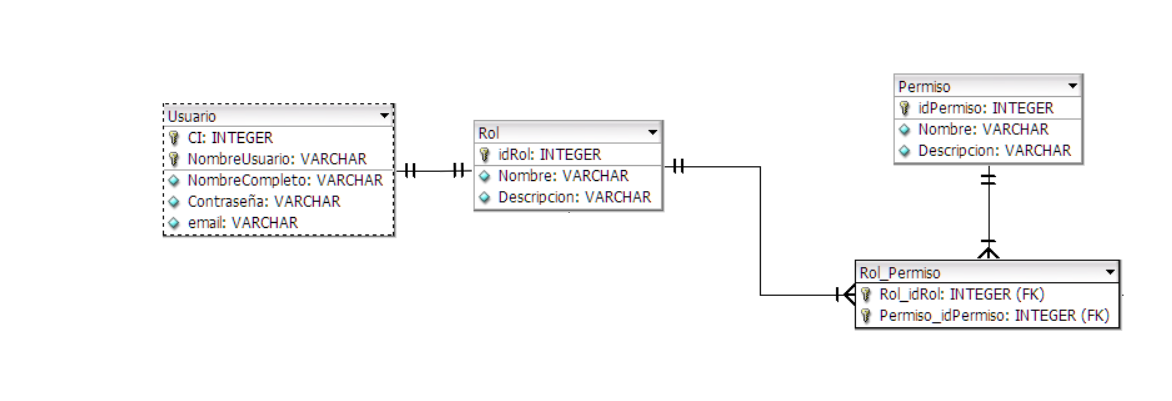 Usuario
CI: INTEGER
NombreUsuario: VARCHAR
NombreCompleto: VARCHAR
Contraseña: VARCHAR
email: VARCHAR
Rol
idRol: INTEGER
Nombre: VARCHAR
Descripcion: VARCHAR
Permiso
idPermiso: INTEGER
Nombre: VARCHAR
Descripcion: VARCHAR
Rol_Permiso
Rol_idRol: INTEGER (FK)
Permiso_idPermiso: INTEGER (FK)